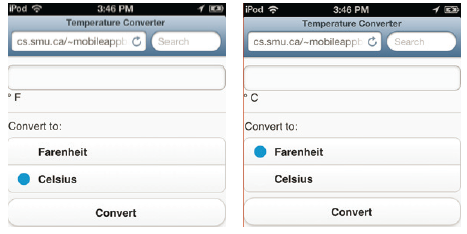 iPod 3:46 PM
Temperature Converter
cs.smu.ca/~mobileappb Search
° F
Convert to:
Farenheit
Celsius
Convert
iPod 3:46 PM
Temperature Converter
cs.smu.ca/~mobileappl Search
° C
Convert to:
Farenheit
Celsius
Convert